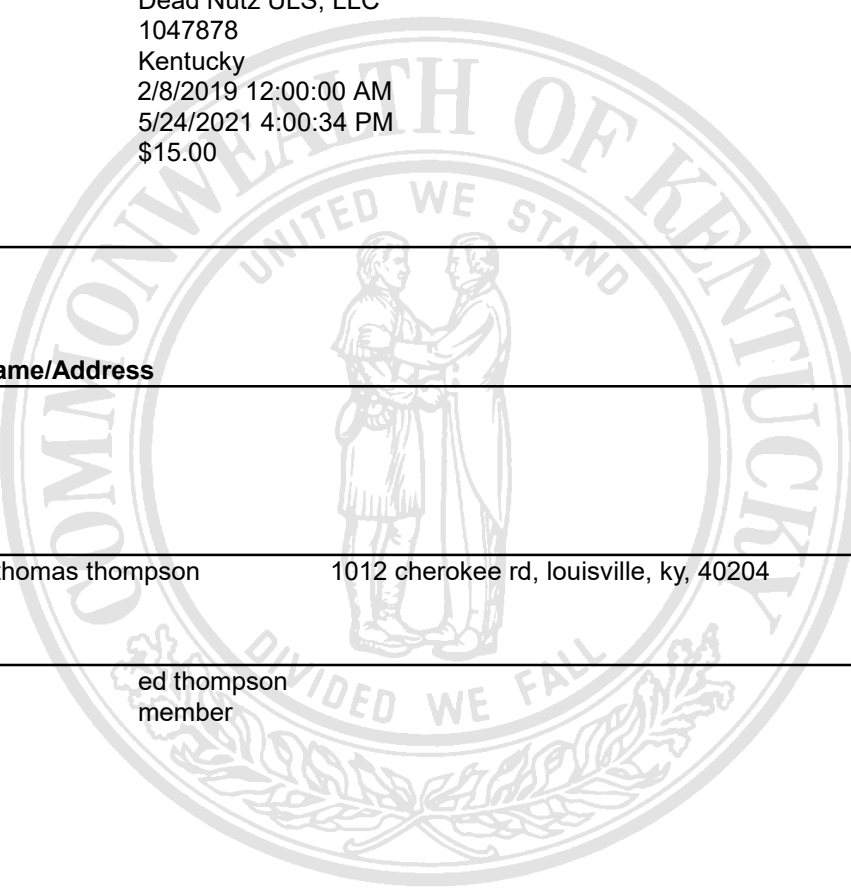 Dead Nutz ULS, LLC
1047878
Kentucky
2/8/2019 12:00:00 AM
5/24/2021 4:00:34 PM
$15.00
COMMONWEALTH OF KENTUCKY
UNITED WE STAND
ame/Address
thomas thompson 1012 cherokee rd, louisville, ky, 40204
DIVIDED WE FALL
ed thompson
member